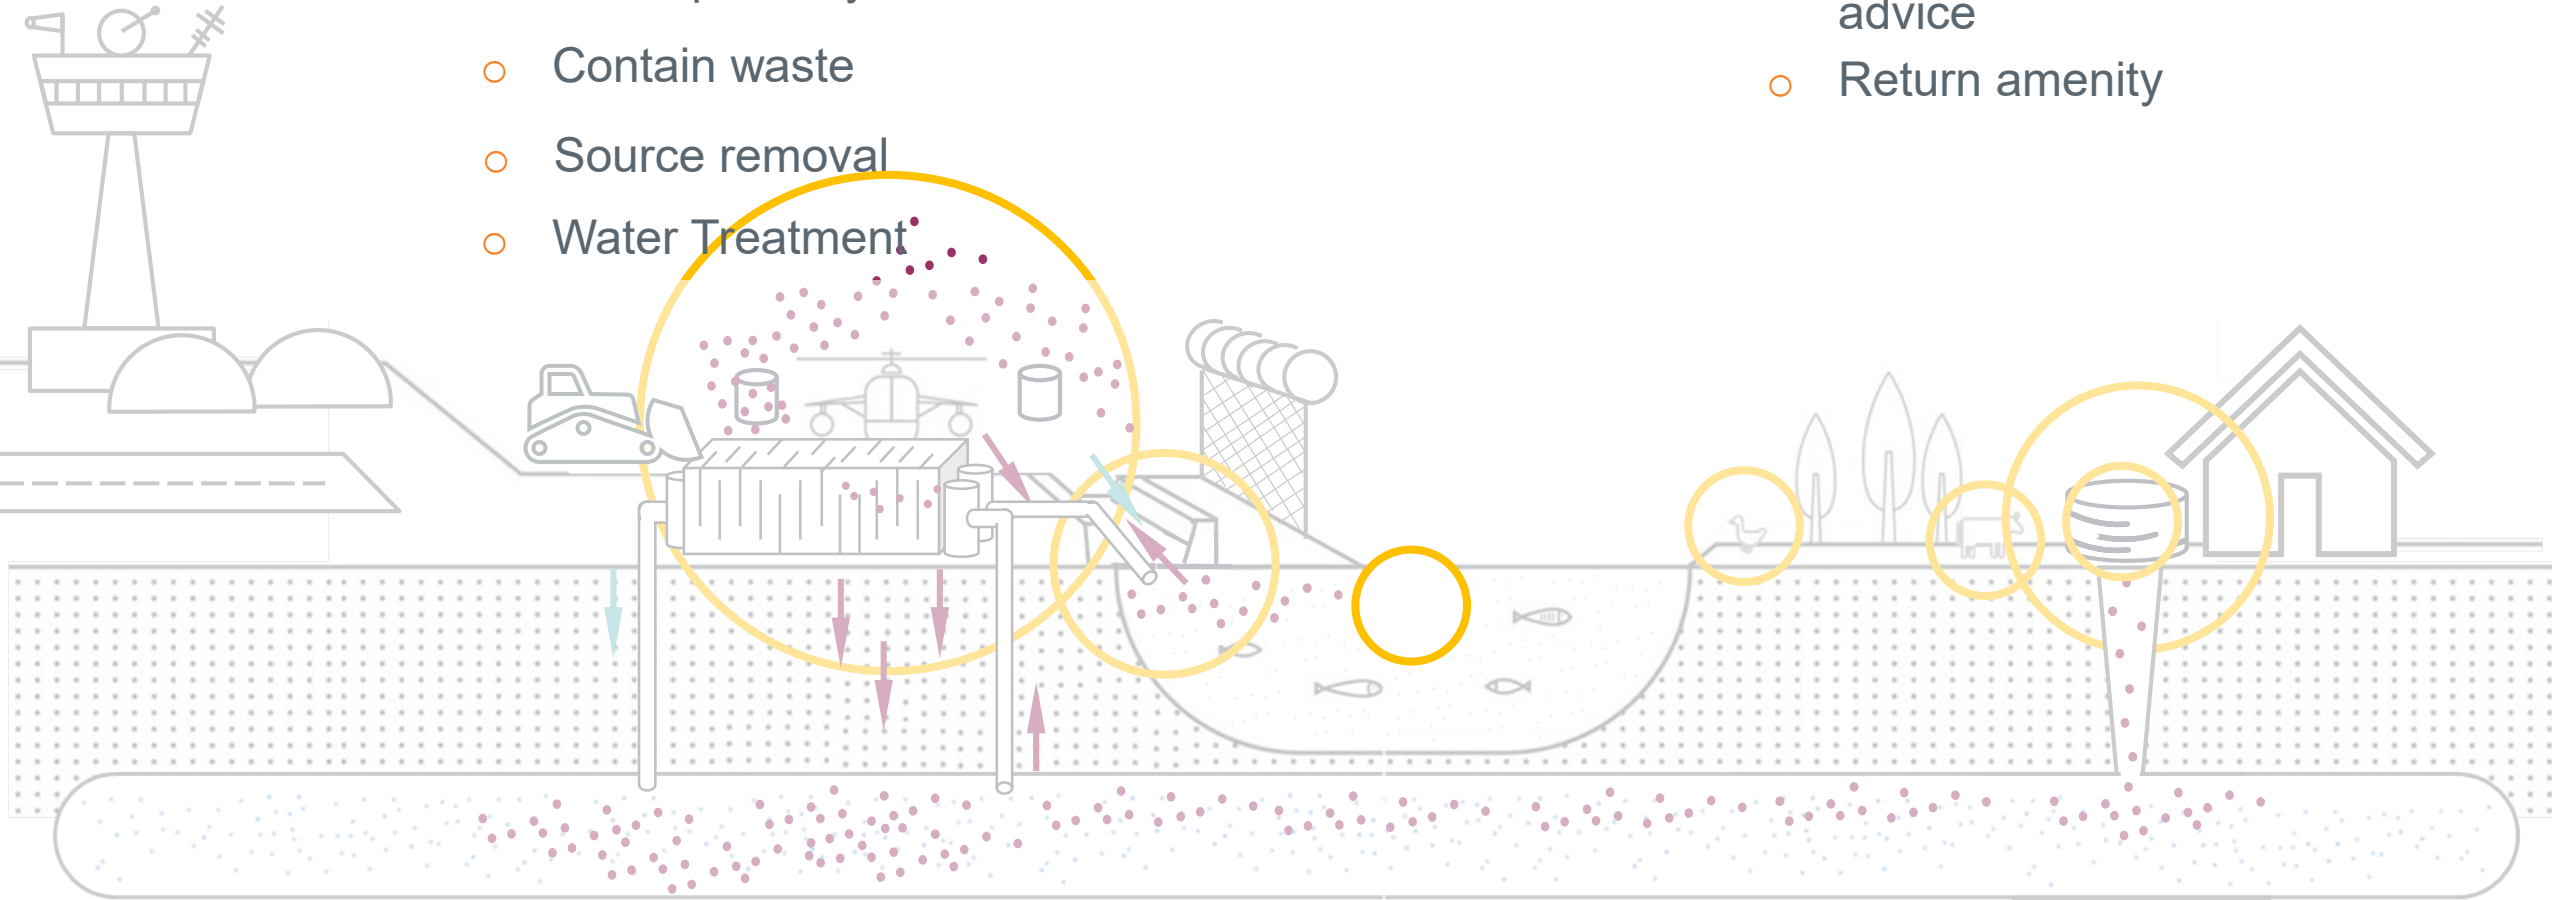 Contain waste
Source removal
Water Treatment
advice
Return amenity